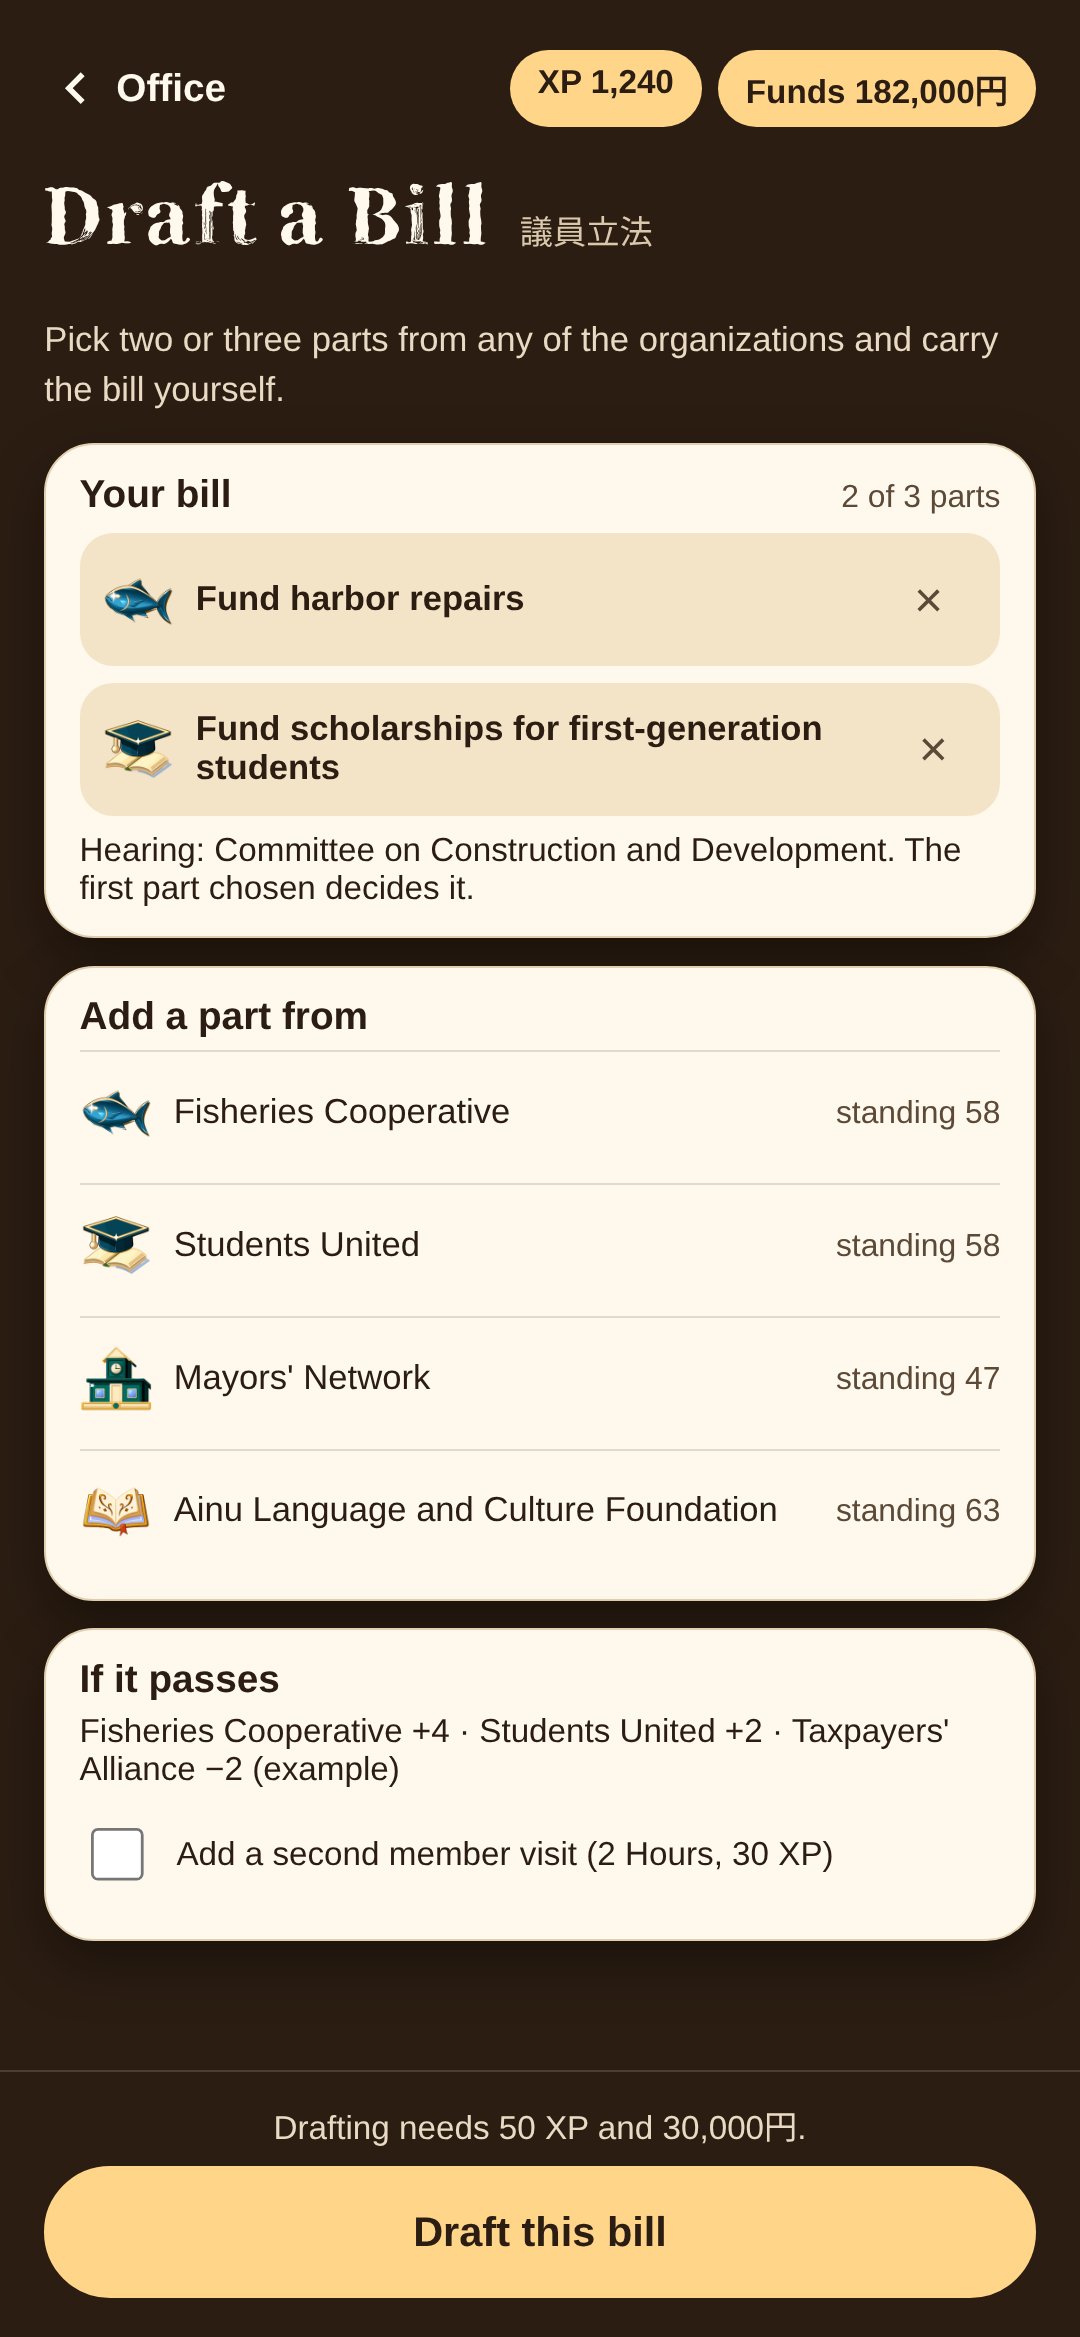 Office
XP 1,240
Funds 182,000円
Draft a Bill 議員立法
Pick two or three parts from any of the organizations and carry
the bill yourself.
Your bill
2 of 3 parts
Fund harbor repairs
×
Fund scholarships for first-generation
students
×
Hearing: Committee on Construction and Development. The
first part chosen decides it.
Add a part from
Fisheries Cooperative
standing 58
Students United
standing 58
Mayors' Network
standing 47
Ainu Language and Culture Foundation
standing 63
If it passes
Fisheries Cooperative +4 · Students United +2 · Taxpayers'
Alliance −2 (example)
Add a second member visit (2 Hours, 30 XP)
Drafting needs 50 XP and 30,000円.
Draft this bill